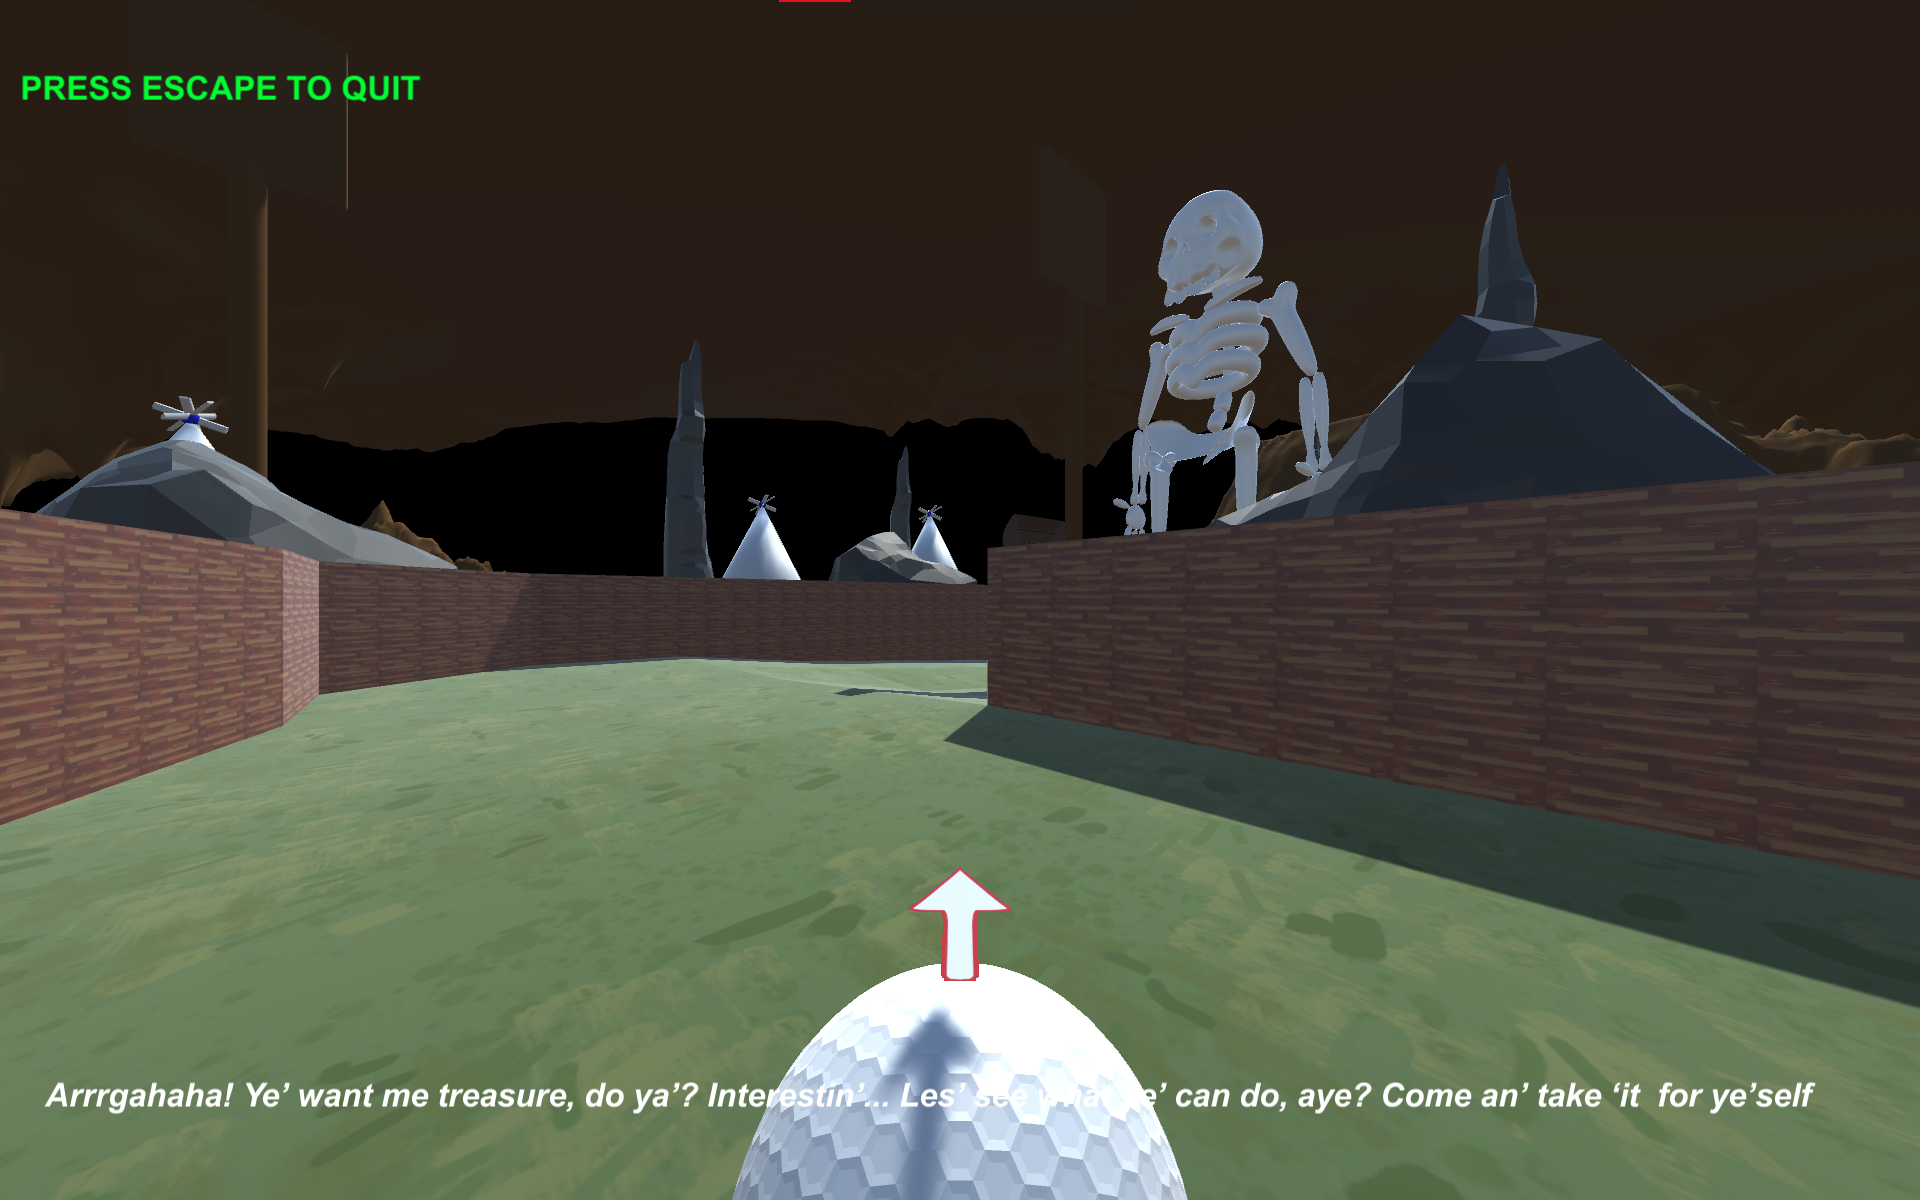 PRESS ESCAPE TO QUIT
Arrrgahaha! Ye’ want me treasure, do ya’? Interestin’... Les’ see what ye’ can do, aye? Come an’ take ‘it  for ye’self